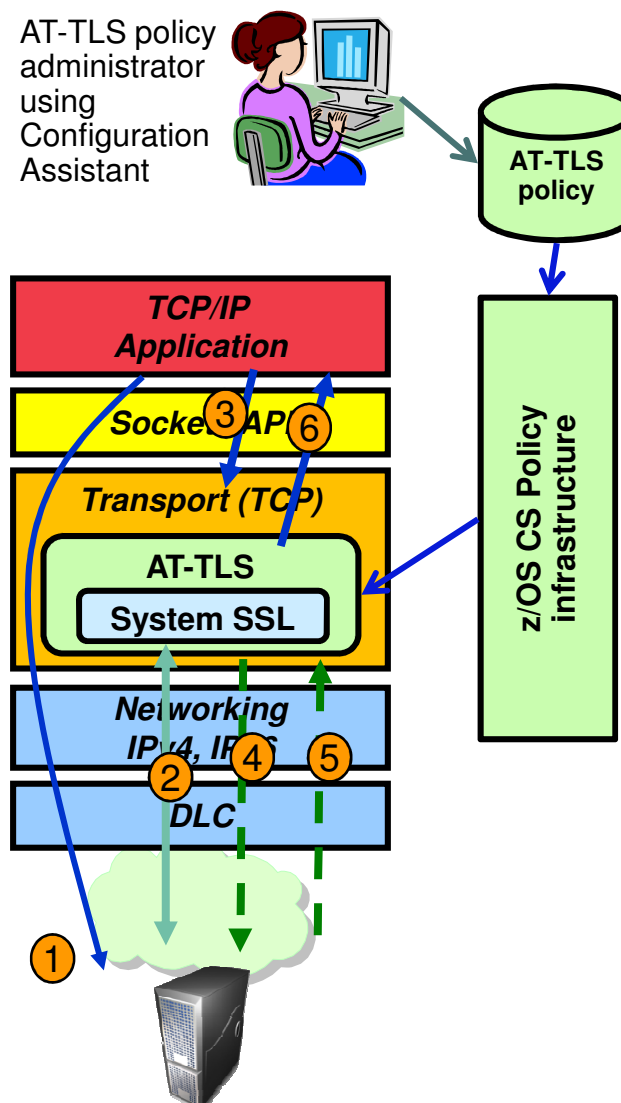 AT-TLS policy
administrator
using
Configuration
Assistant
AT-TLS
policy
TCP/IP
Application
3
Socket API
6
Transport (TCP)
AT-TLS
System SSL
z/OS CS Policy
infrastructure
Networking
IPv4, IPv6
2
4
5
DLC
1